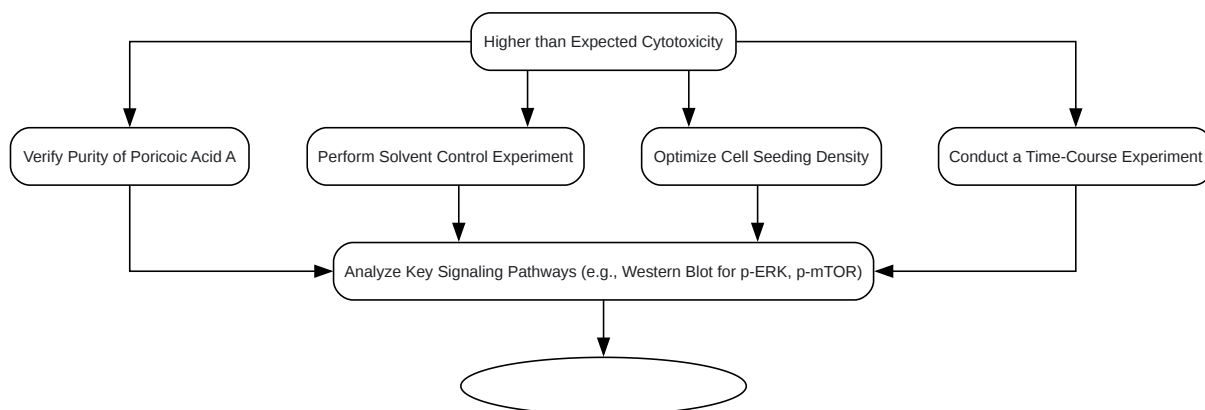 Higher than Expected Cytotoxicity
Verify Purity of Poricoic Acid A
Perform Solvent Control Experiment
Optimize Cell Seeding Density
Conduct a Time-Course Experiment
Analyze Key Signaling Pathways (e.g., Western Blot for p-ERK, p-mTOR)